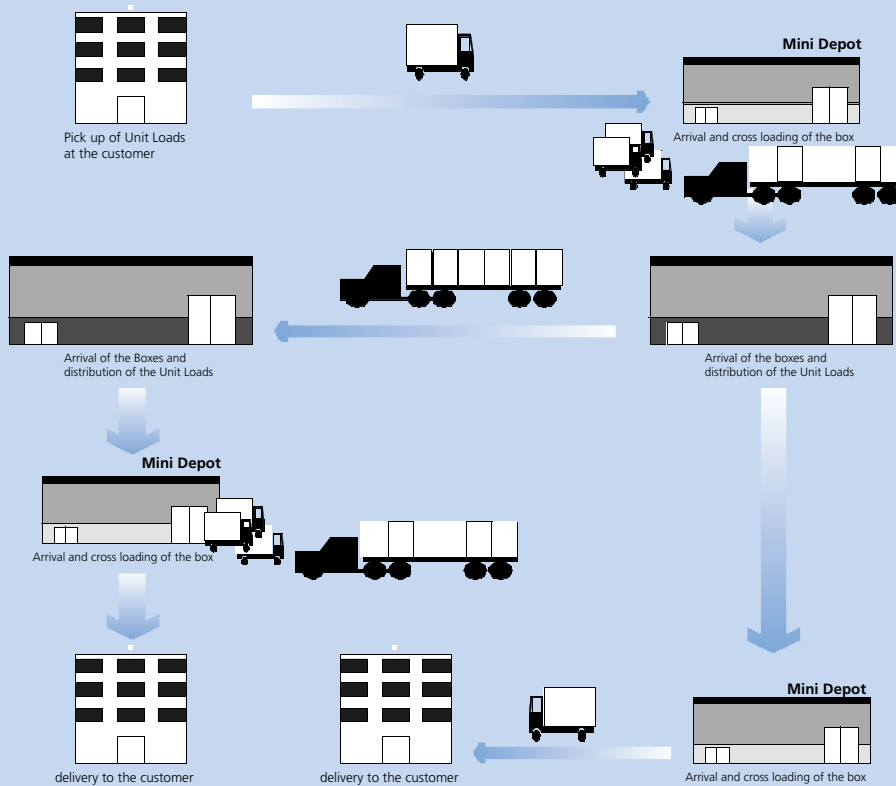 Mini Depot
Pick up of Unit Loads
at the customer
Arrival and cross loading of the box
Arrival of the Boxes and
distribution of the Unit Loads
Arrival of the boxes and
distribution of the Unit Loads
Mini Depot
Arrival and cross loading of the box
Mini Depot
delivery to the customer
delivery to the customer
Arrival and cross loading of the box